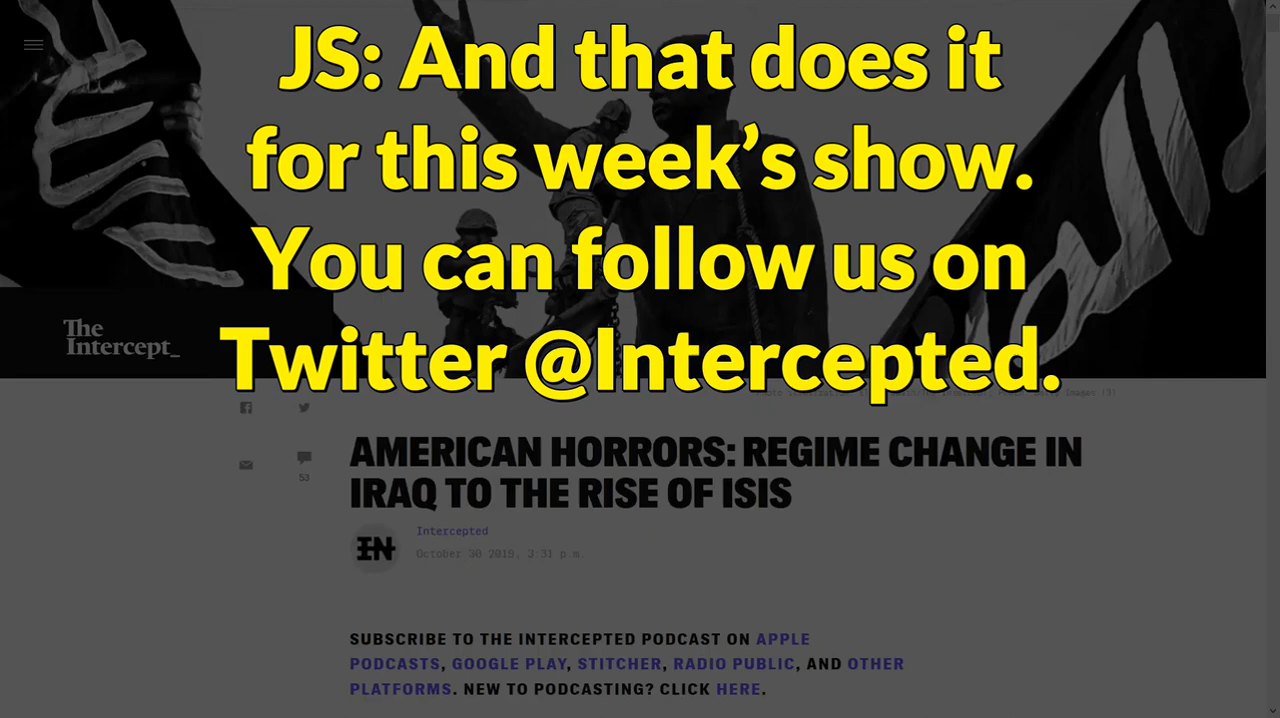 JS: And that does it
for this week’s show.
You can follow us on
Twitter @Intercepted.
The
Intercept_
53
AMERICAN HORRORS: REGIME CHANGE IN
IRAQ TO THE RISE OF ISIS
IN
Intercepted
October 30 2019, 3:31 p.m.
SUBSCRIBE TO THE INTERCEPTED PODCAST ON APPLE
PODCASTS, GOOGLE PLAY, STITCHER, RADIO PUBLIC, AND OTHER
PLATFORMS. NEW TO PODCASTING? CLICK HERE.